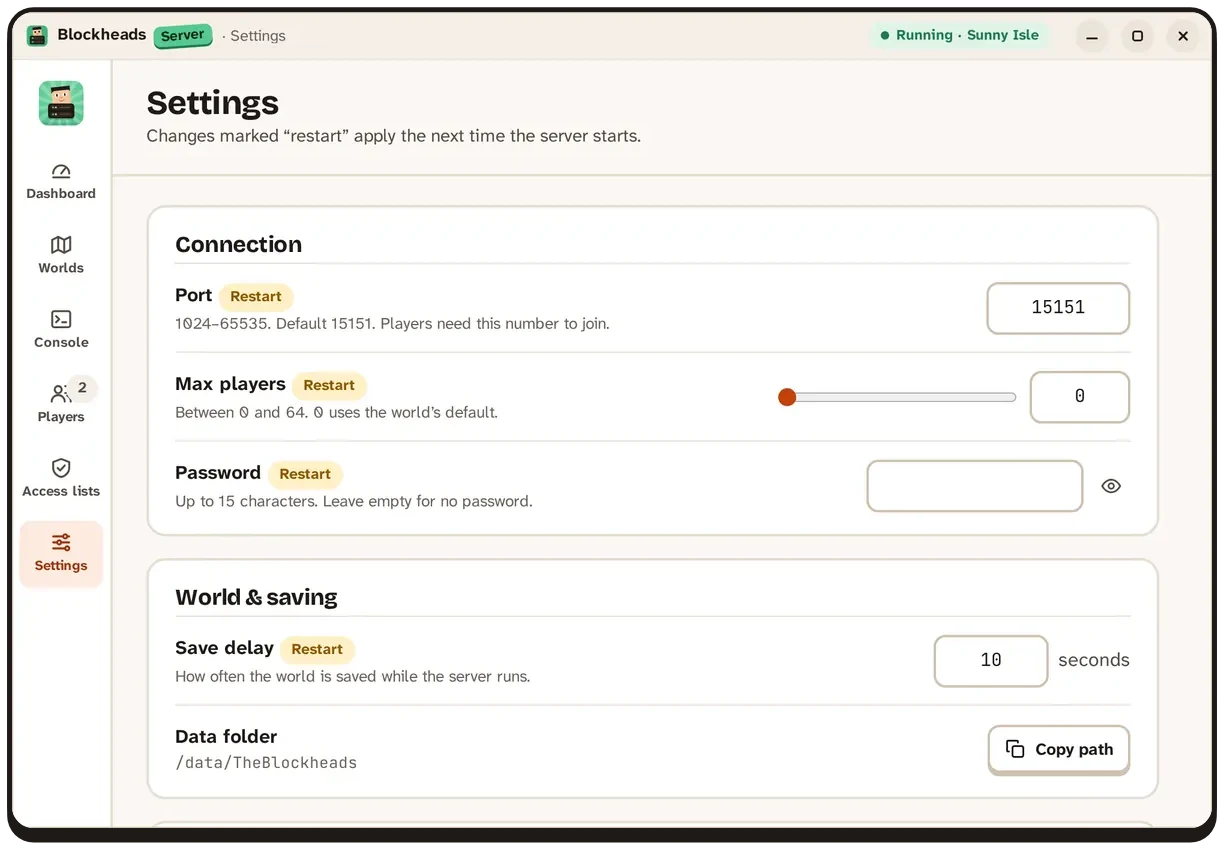 Blockheads Server · Settings
Running · Sunny Isle
Dashboard
Worlds
Console
2
Players
Access lists
Settings
Settings
Changes marked “restart” apply the next time the server starts.
Connection
Port Restart
1024–65535. Default 15151. Players need this number to join.
15151
Max players Restart
Between 0 and 64. 0 uses the world’s default.
0
Password Restart
Up to 15 characters. Leave empty for no password.
World & saving
Save delay Restart
How often the world is saved while the server runs.
10 seconds
Data folder
/data/TheBlockheads
Copy path